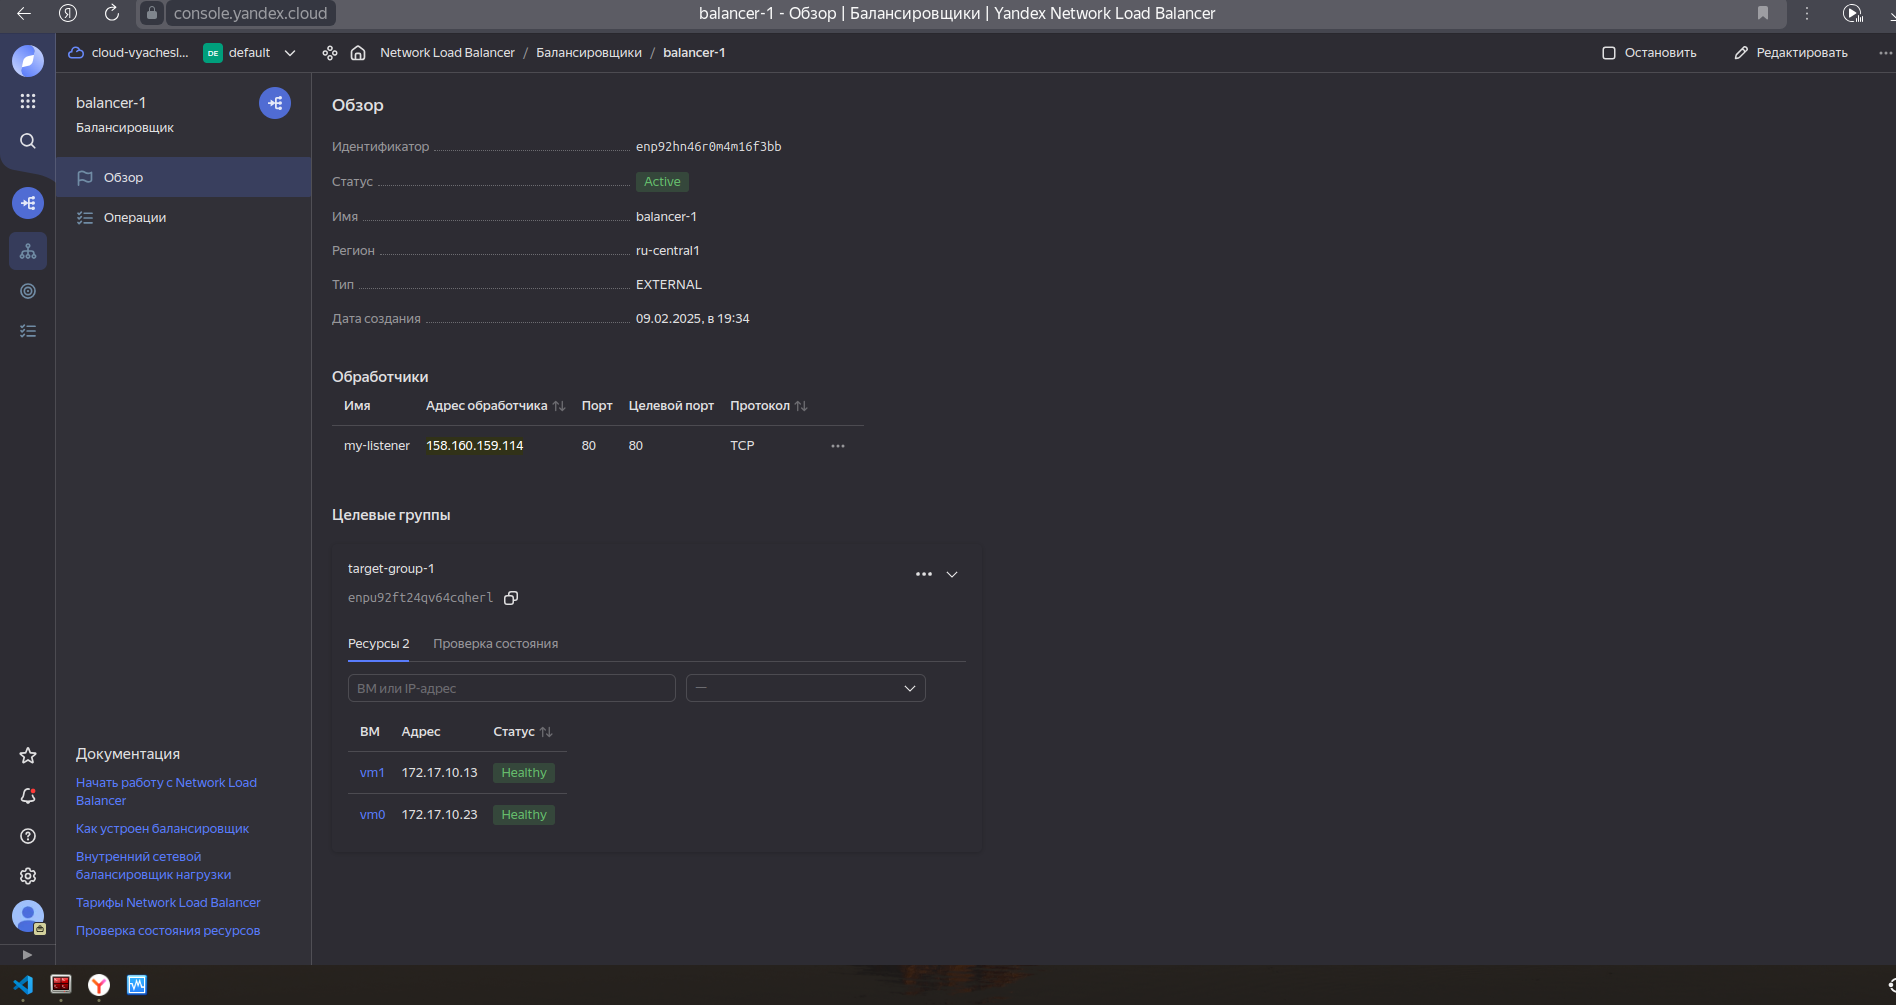 console.yandex.cloud
balancer-1 - Обзор | Балансировщики | Yandex Network Load Balancer
cloud-vyachesl...
DE
default
Network Load Balancer / Балансировщики / balancer-1
Остановить
Редактировать
balancer-1
Балансировщик
Обзор
Операции
Документация
Начать работу с Network Load
Balancer
Как устроен балансировщик
Внутренний сетевой
балансировщик нагрузки
Тарифы Network Load Balancer
Проверка состояния ресурсов
Обзор
Идентификатор enp92hn46r0m4m16f3bb
Статус Active
Имя balancer-1
Регион ru-central1
Тип EXTERNAL
Дата создания 09.02.2025, в 19:34
Обработчики
Имя Адрес обработчика Порт Целевой порт Протокол
my-listener 158.160.159.114 80 80 TCP
Целевые группы
target-group-1
enpu92ft24qv64cqherl
Ресурсы 2 Проверка состояния
ВМ или IP-адрес —
ВМ Адрес Статус
vm1 172.17.10.13 Healthy
vm0 172.17.10.23 Healthy